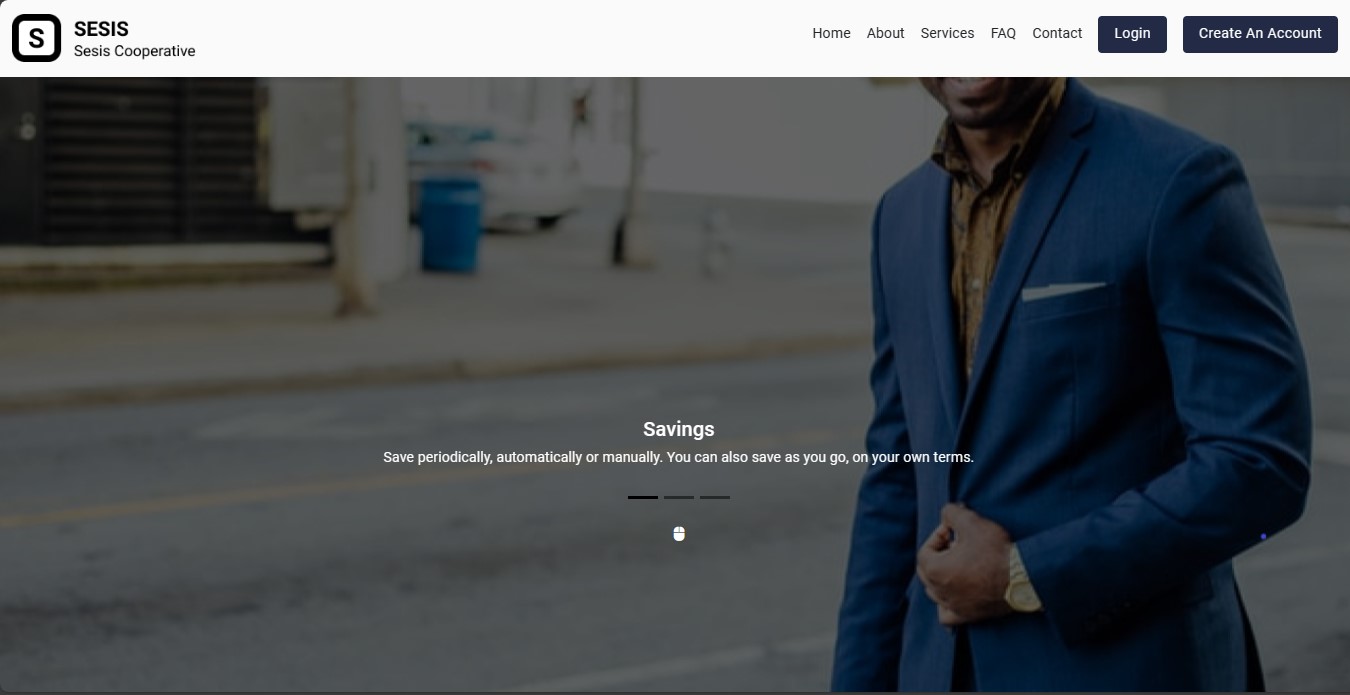 S
SESIS
Sesis Cooperative
Home About Services FAQ Contact Login Create An Account
Savings
Save periodically, automatically or manually. You can also save as you go, on your own terms.